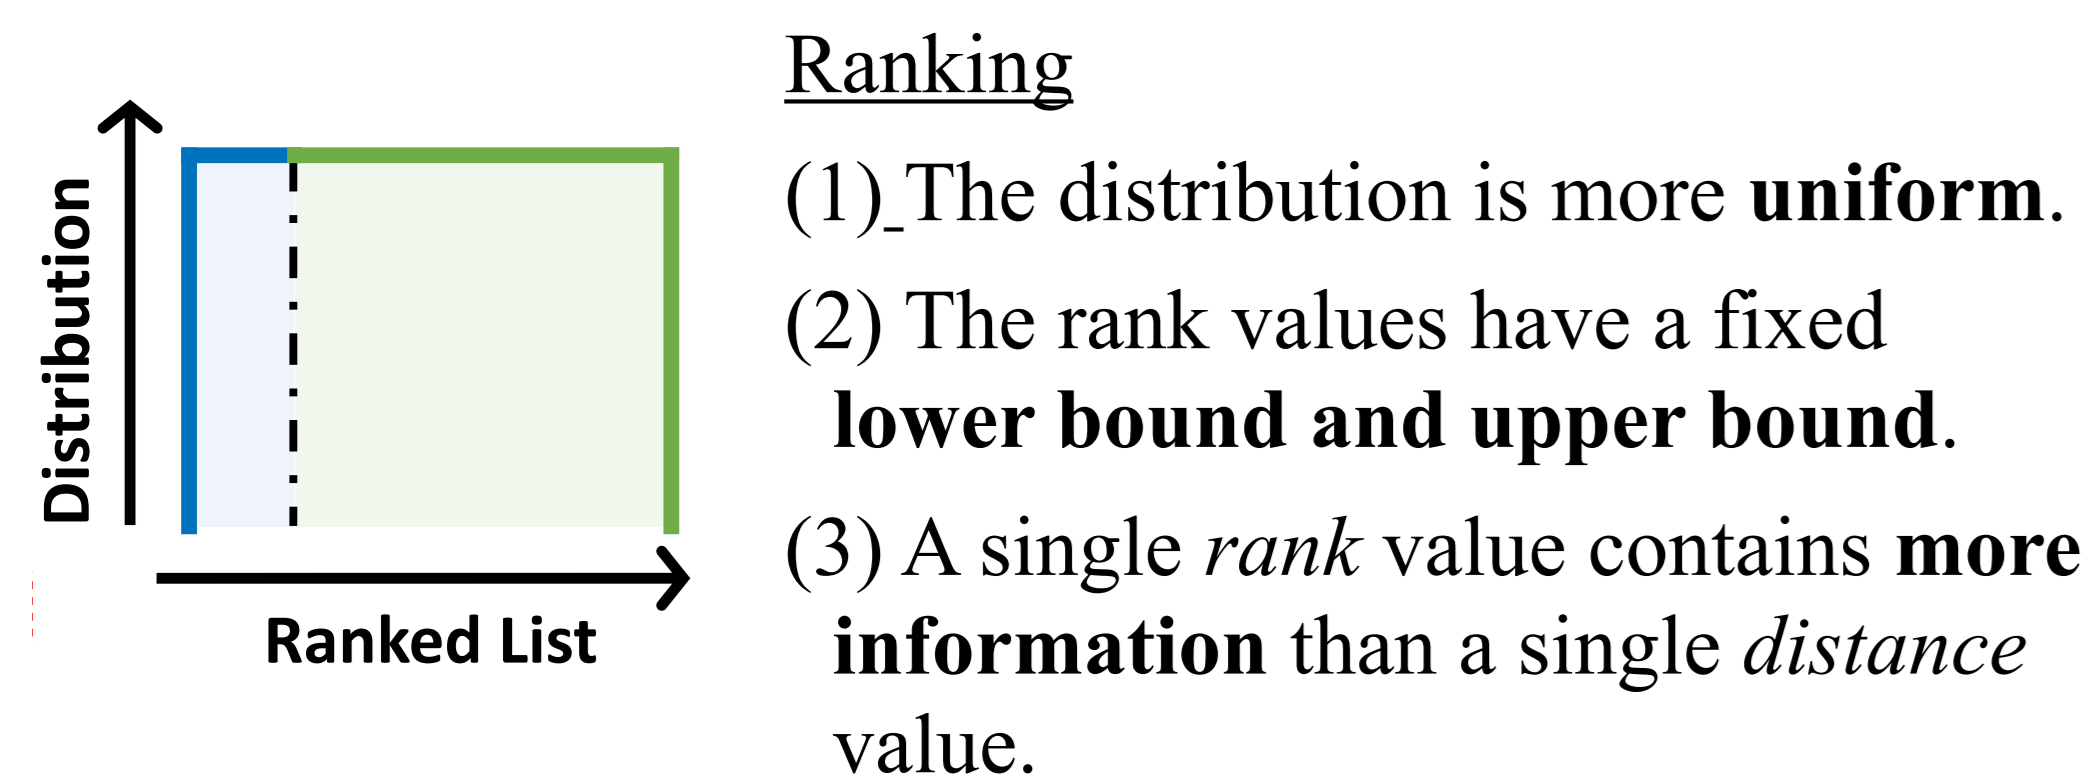 Distribution
Ranked List
Ranking
(1) The distribution is more uniform.
(2) The rank values have a fixed
lower bound and upper bound.
(3) A single rank value contains more
information than a single distance
value.